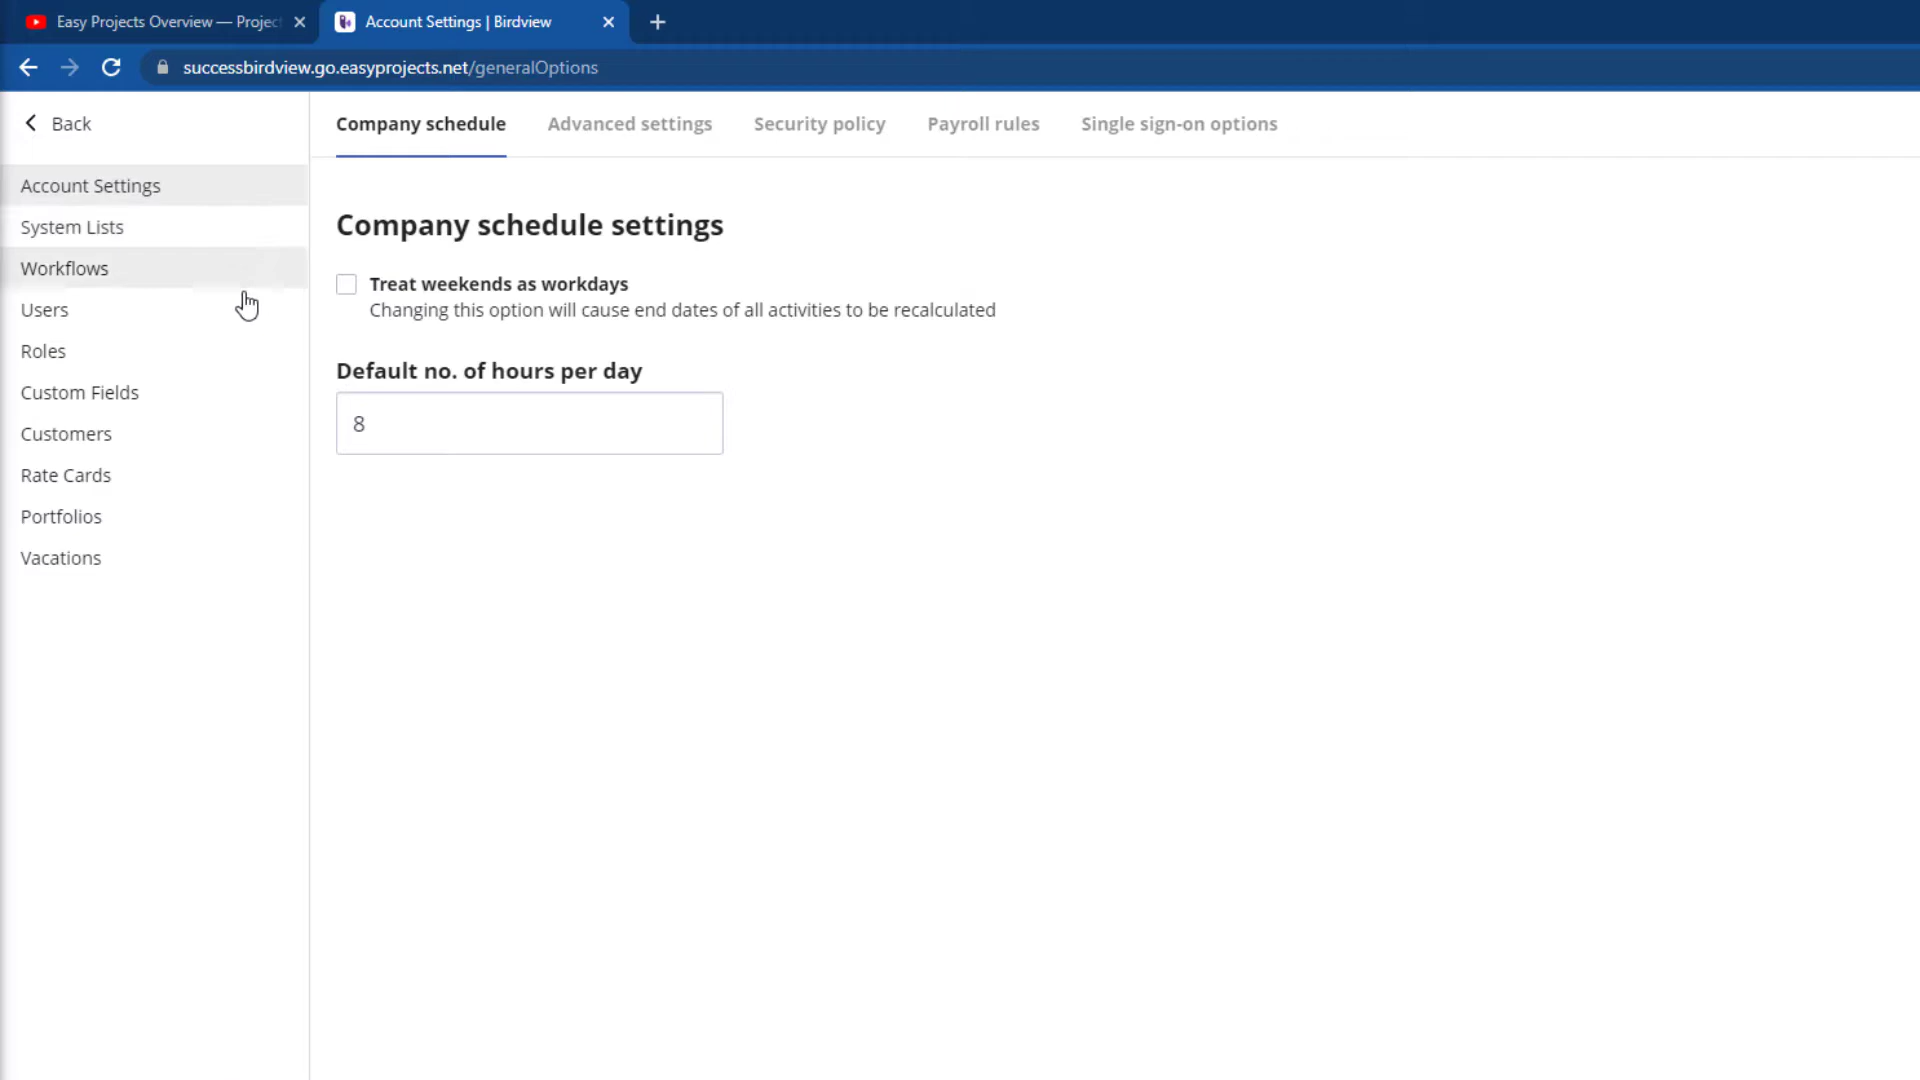 Easy Projects Overview — Projec
Account Settings | Birdview
successbirdview.go.easyprojects.net/generalOptions
Back
Account Settings
System Lists
Workflows
Users
Roles
Custom Fields
Customers
Rate Cards
Portfolios
Vacations
Company schedule
Advanced settings
Security policy
Payroll rules
Single sign-on options
Company schedule settings
Treat weekends as workdays
Changing this option will cause end dates of all activities to be recalculated
Default no. of hours per day
8